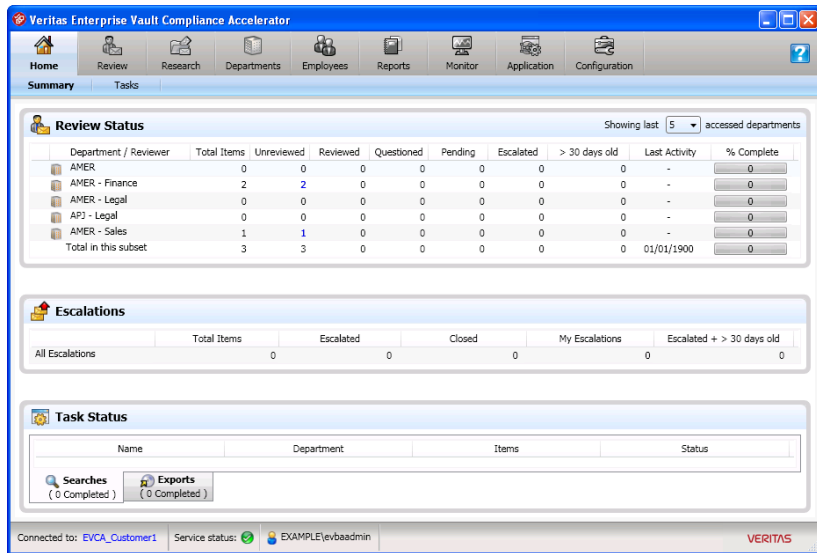 Veritas Enterprise Vault Compliance Accelerator
Home Review Research Departments Employees Reports Monitor Application Configuration ?
Summary Tasks
Review Status Showing last 5 accessed departments
Department / Reviewer Total Items Unreviewed Reviewed Questioned Pending Escalated > 30 days old Last Activity % Complete
AMER 0 0 0 0 0 0 0 - 0
AMER - Finance 2 2 0 0 0 0 0 - 0
AMER - Legal 0 0 0 0 0 0 0 - 0
APJ - Legal 0 0 0 0 0 0 0 - 0
AMER - Sales 1 1 0 0 0 0 0 - 0
Total in this subset 3 3 0 0 0 0 0 01/01/1900 0
Escalations
Total Items Escalated Closed My Escalations Escalated + > 30 days old
All Escalations 0 0 0 0 0
Task Status
Name Department Items Status
Searches Exports
( 0 Completed ) ( 0 Completed )
Connected to: EVCA_Customer1 Service status: EXAMPLE\evbaadmin VERITAS